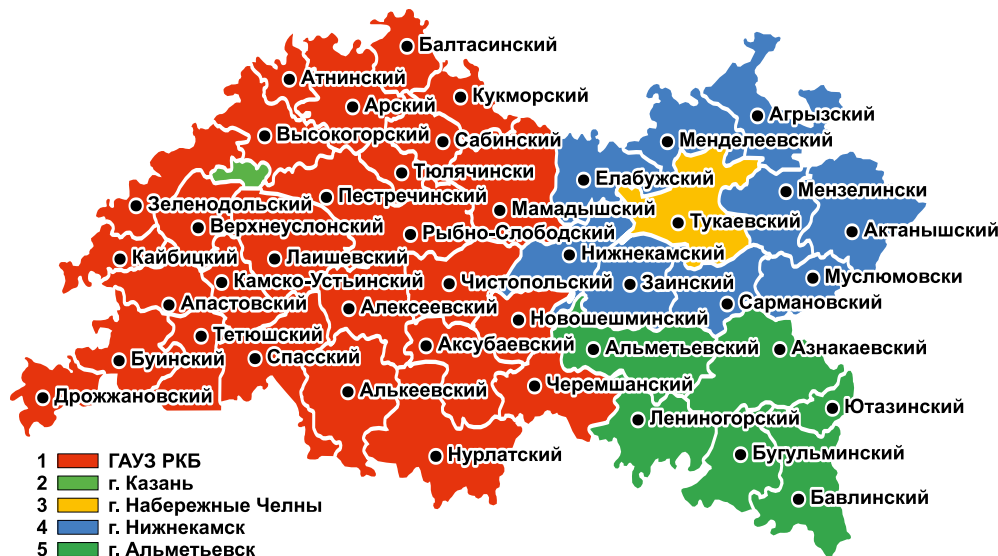 Балтасинский
Атнинский
Арский
Кукморский
Агрызский
Высокогорский
Сабинский
Менделеевский
Тюлячински
Елабужский
Мензелински
Пестречинский
Зеленодольский
Мамадышский
Тукаевский
Верхнеуслонский
Рыбно-Слободский
Актанышский
Кайбицкий
Лаишевский
Нижнекамский
Камско-Устьинский
Чистопольский
Заинский
Муслюмовски
Апастовский
Алексеевский
Сармановский
Новошешминский
Тетюшский
Аксубаевский
Альметьевский
Азнакаевский
Буинский
Спасский
Дрожжановский
Алькеевский
Черемшанский
Ютазинский
Лениногорский
Нурлатский
Бугульминский
Бавлинский
1 ГАУЗ РКБ
2 г. Казань
3 г. Набережные Челны
4 г. Нижнекамск
5 г. Альметьевск